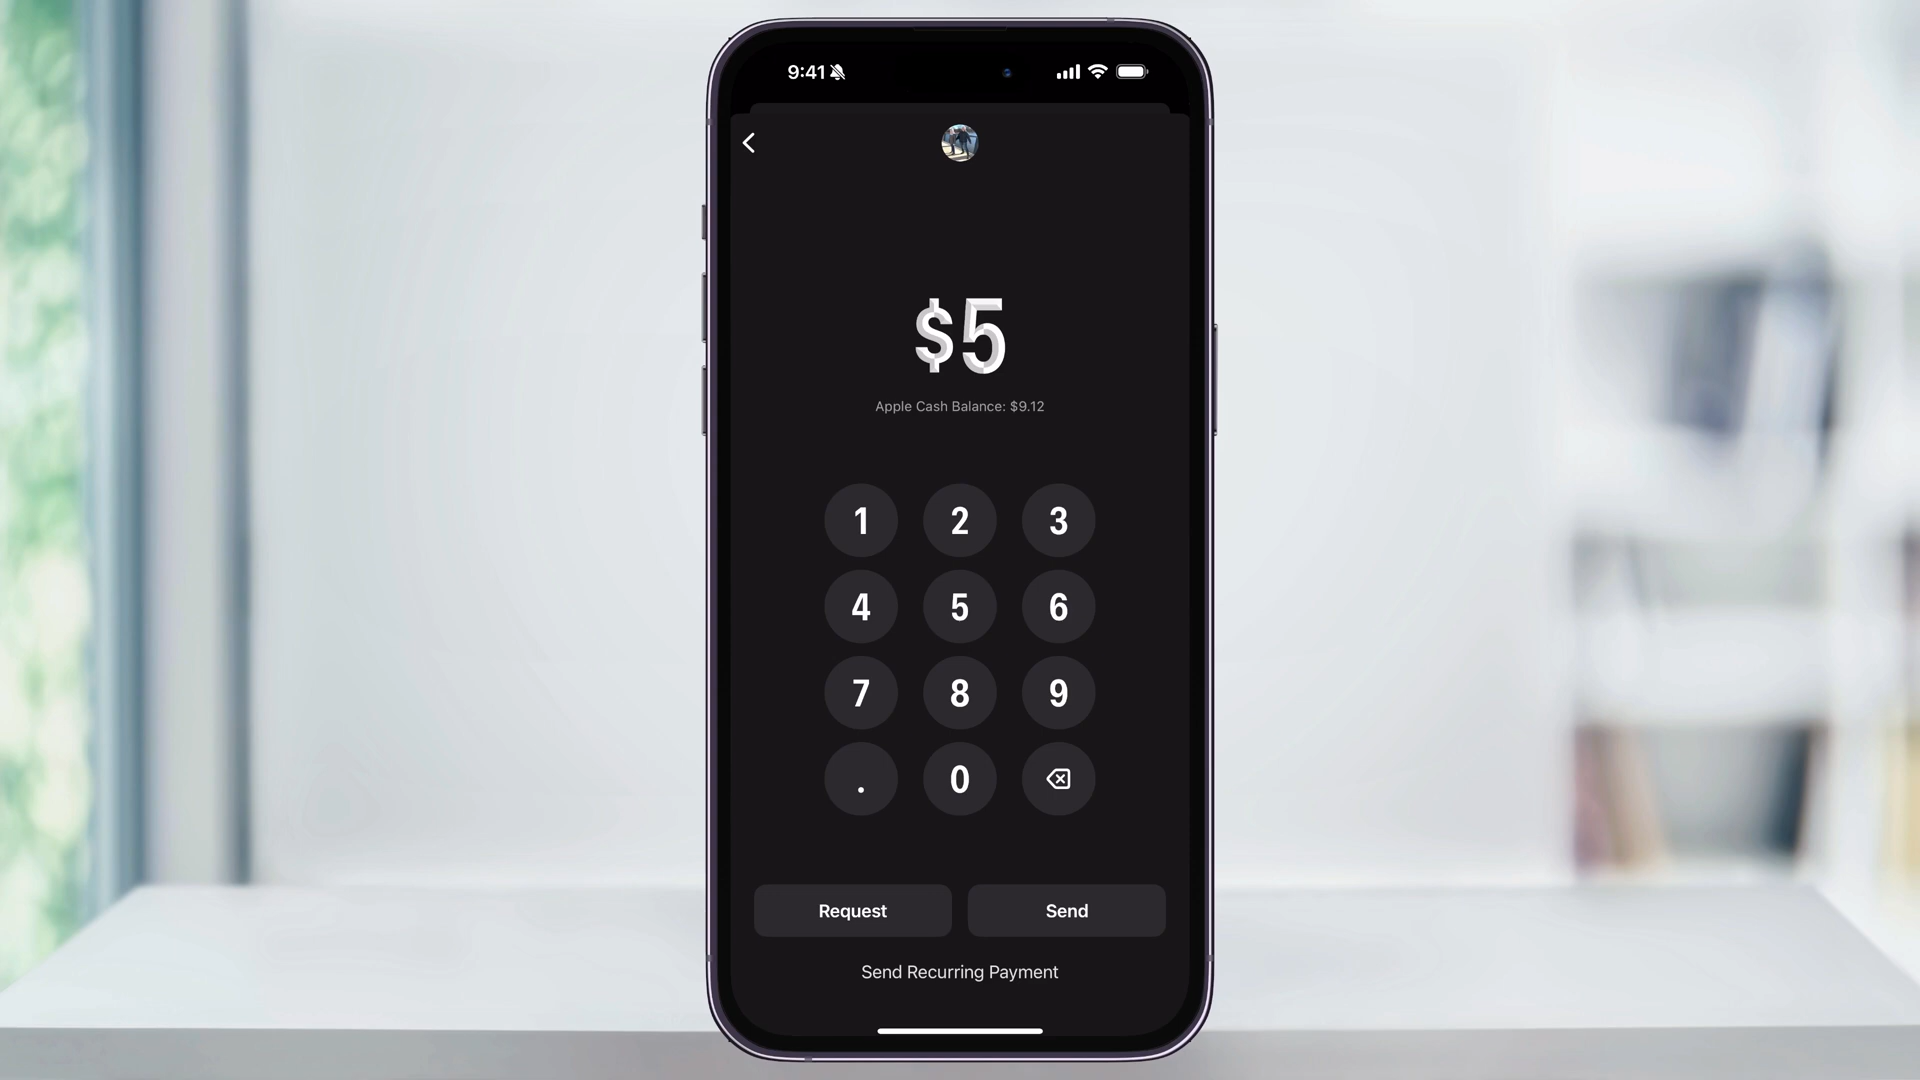 9:41
$5
Apple Cash Balance: $9.12
1 2 3
4 5 6
7 8 9
. 0
Request Send
Send Recurring Payment